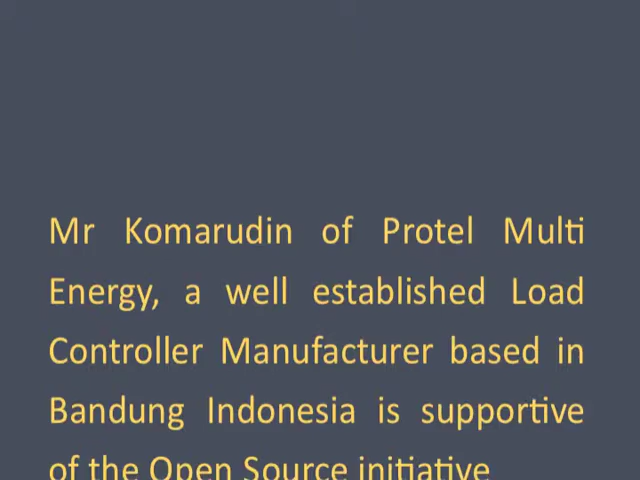 Mr Komarudin of Protel Multi
Energy, a well established Load
Controller Manufacturer based in
Bandung Indonesia is supportive
of the Open Source initiative